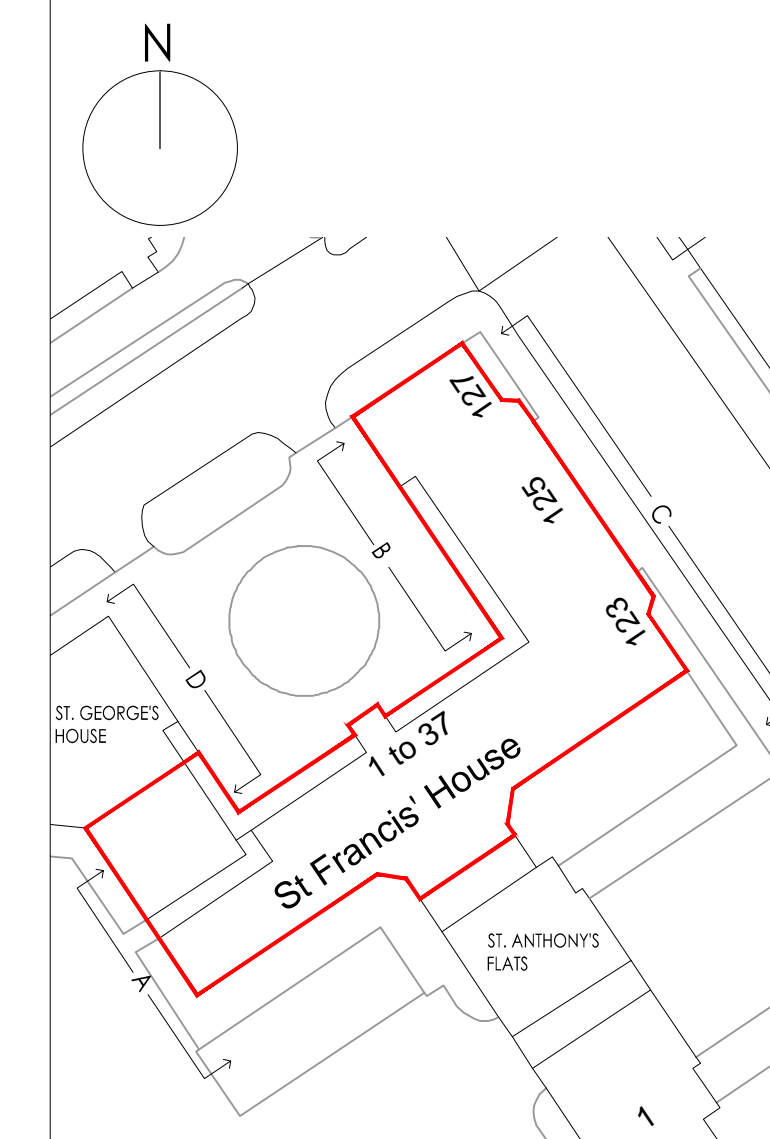 N
127
125
C
B
123
D
ST. GEORGE'S
HOUSE
1 to 37
St Francis' House
ST. ANTHONY'S
FLATS
A
1